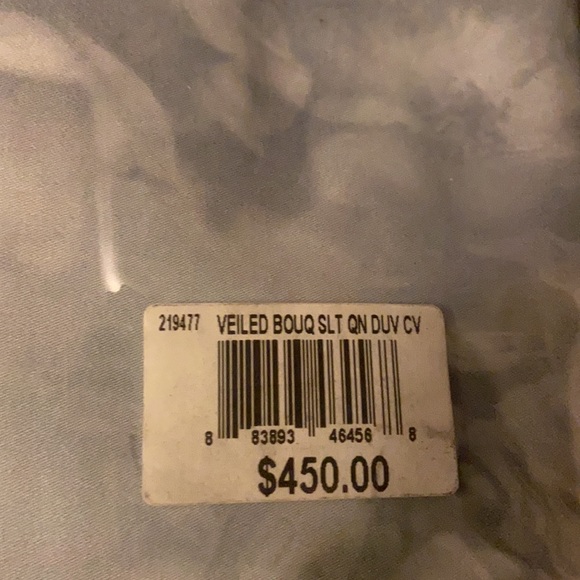 219477 VEILED BOUQ SLT QN DUV CV
8 83893 46456 8
$450.00